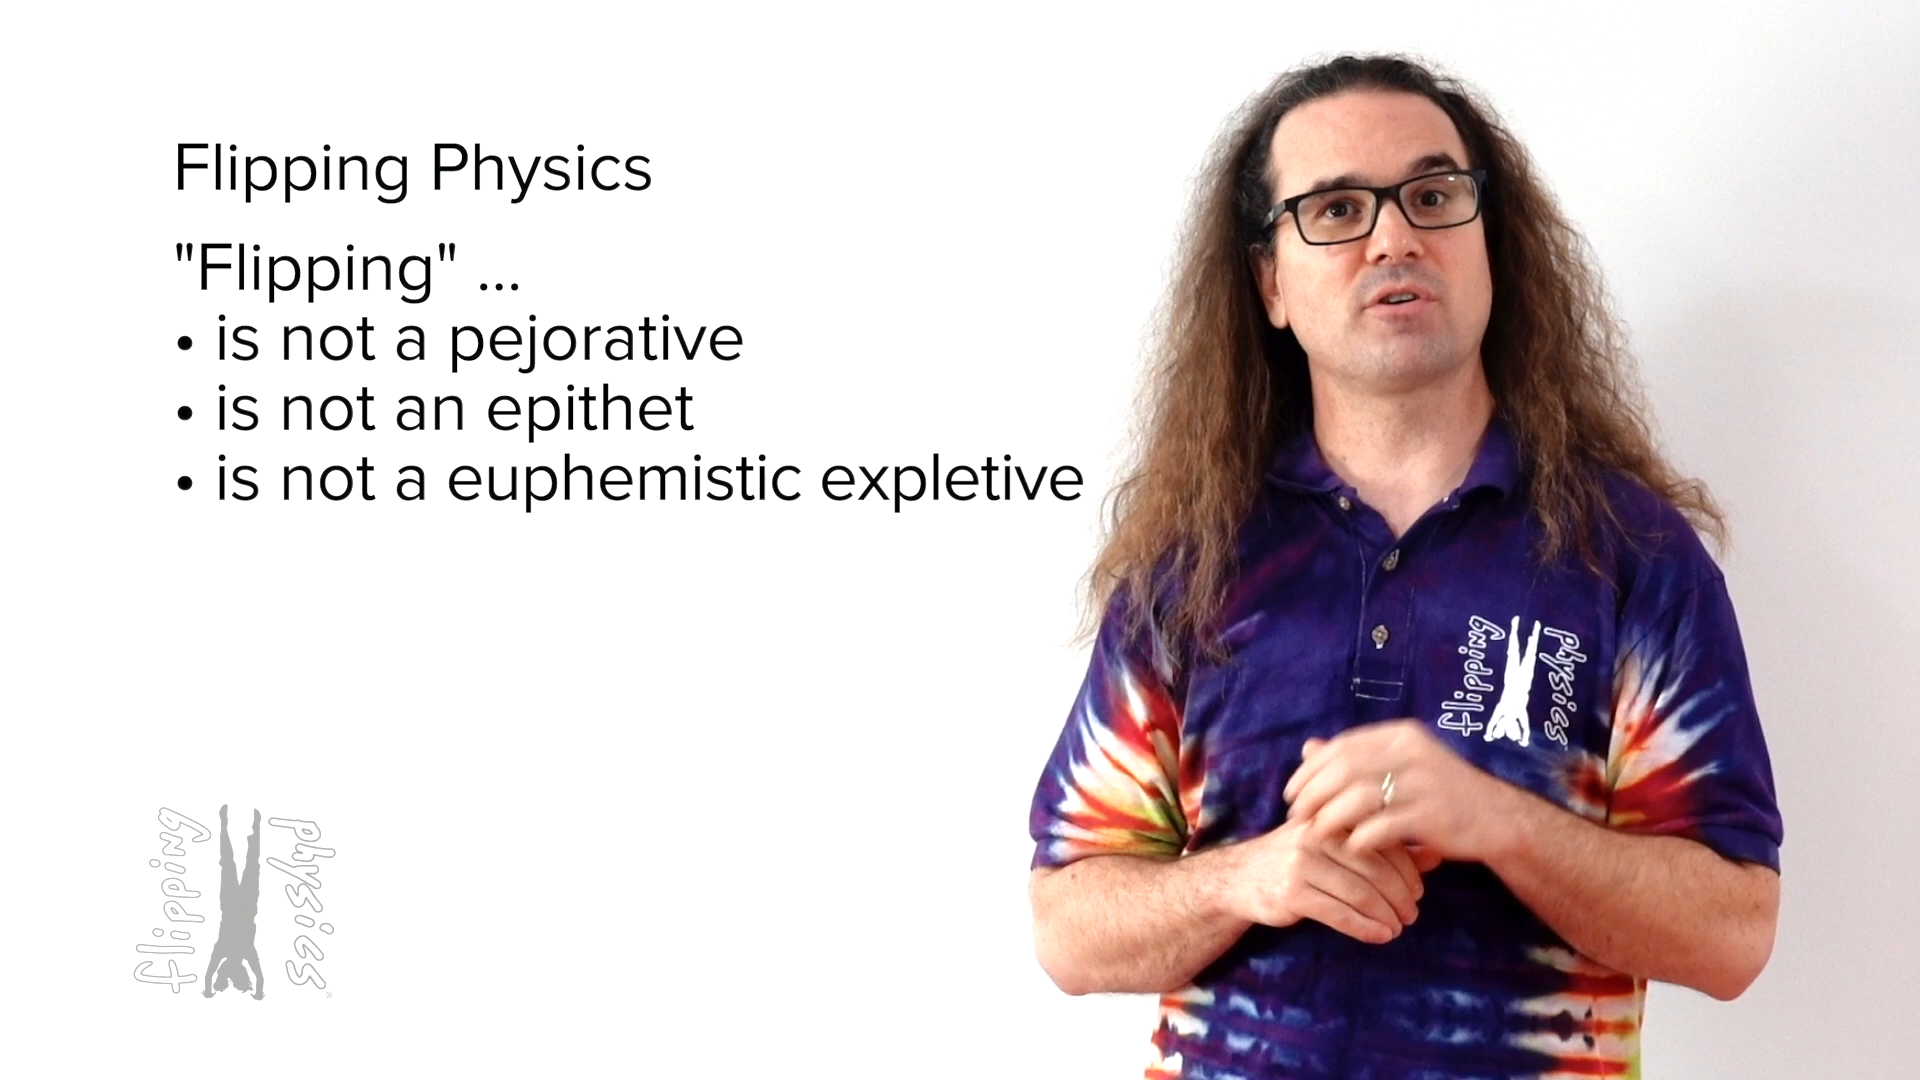 Flipping Physics
"Flipping" ...
• is not a pejorative
• is not an epithet
• is not a euphemistic expletive
flipping
physics
flipping
physics
®